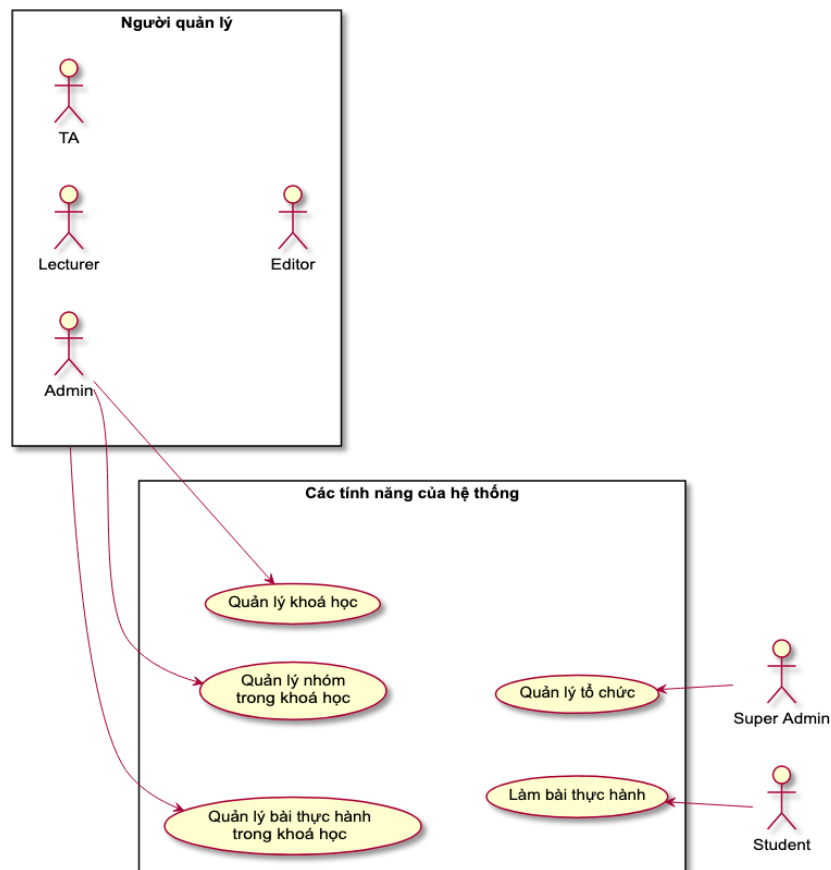 Người quản lý
TA
Lecturer
Editor
Admin
Các tính năng của hệ thống
Quản lý khoá học
Quản lý nhóm
trong khoá học
Quản lý tổ chức
Super Admin
Làm bài thực hành
Quản lý bài thực hành
trong khoá học
Student